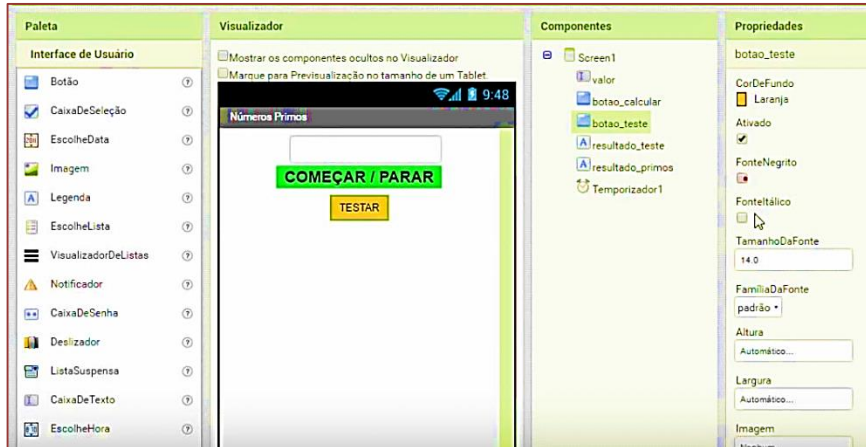 Paleta
Interface de Usuário
Botão
CaixaDeSeleção
EscolheData
Imagem
Legenda
EscolheLista
VisualizadorDeListas
Notificador
CaixaDeSenha
Deslizador
ListaSuspensa
CaixaDeTexto
EscolheHora
Visualizador
Mostrar os componentes ocultos no Visualizador
Marque para Previsualização no tamanho de um Tablet.
9:48
Números Primos
COMEÇAR / PARAR
TESTAR
Componentes
Screen1
valor
botao_calcular
botao_teste
resultado_teste
resultado_primos
Temporizador1
Propriedades
botao_teste
CorDeFundo
Laranja
Ativado
FonteNegrito
FonteItálico
TamanhoDaFonte
14.0
FamíliaDaFonte
padrão
Altura
Automático...
Largura
Automático...
Imagem